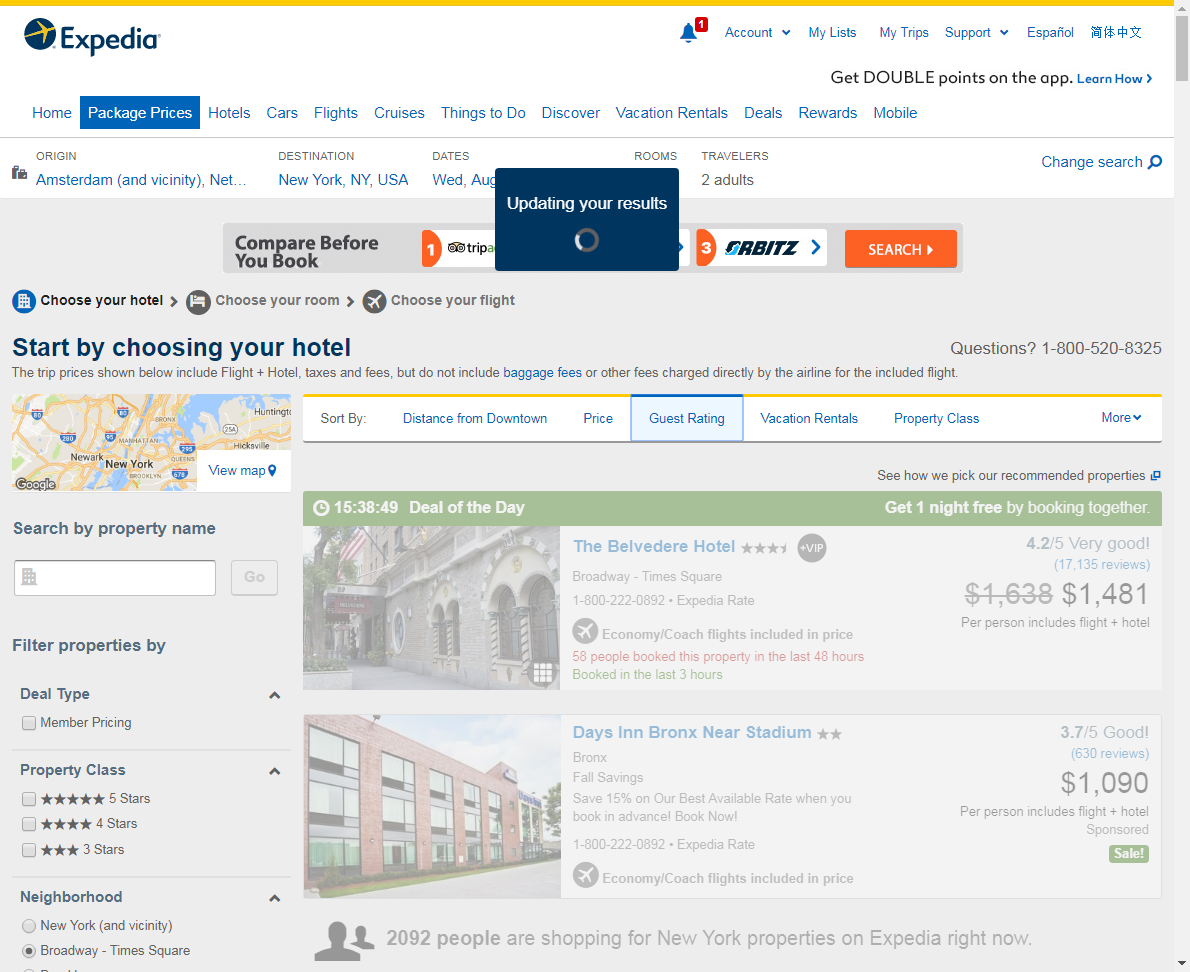 Expedia
1
Account
My Lists
My Trips
Support
Español
简体中文
Get DOUBLE points on the app. Learn How
Home
Package Prices
Hotels
Cars
Flights
Cruises
Things to Do
Discover
Vacation Rentals
Deals
Rewards
Mobile
ORIGIN
DESTINATION
DATES
ROOMS
TRAVELERS
Amsterdam (and vicinity), Net...
New York, NY, USA
Wed, Aug
2 adults
Change search
Updating your results
Compare Before
You Book
1
3
ORBITZ
SEARCH
Choose your hotel
Choose your room
Choose your flight
Start by choosing your hotel
Questions? 1-800-520-8325
The trip prices shown below include Flight + Hotel, taxes and fees, but do not include baggage fees or other fees charged directly by the airline for the included flight.
80
80
BRONX
25A
280
95
MANHATTAN
Hicksville
Newark
295
New York
QUEENS
BROOKLYN
678
Google
View map
Sort By:
Distance from Downtown
Price
Guest Rating
Vacation Rentals
Property Class
More
See how we pick our recommended properties
Search by property name
Go
Filter properties by
Deal Type
Member Pricing
Property Class
5 Stars
4 Stars
3 Stars
Neighborhood
New York (and vicinity)
Broadway - Times Square
15:38:49 Deal of the Day
Get 1 night free by booking together.
The Belvedere Hotel
+VIP
4.2/5 Very good!
(17,135 reviews)
Broadway - Times Square
$1,638 $1,481
1-800-222-0892 • Expedia Rate
Per person includes flight + hotel
Economy/Coach flights included in price
58 people booked this property in the last 48 hours
Booked in the last 3 hours
Days Inn Bronx Near Stadium
3.7/5 Good!
(630 reviews)
Bronx
Fall Savings
$1,090
Save 15% on Our Best Available Rate when you
book in advance! Book Now!
Per person includes flight + hotel
Sponsored
1-800-222-0892 • Expedia Rate
Sale!
Economy/Coach flights included in price
2092 people are shopping for New York properties on Expedia right now.